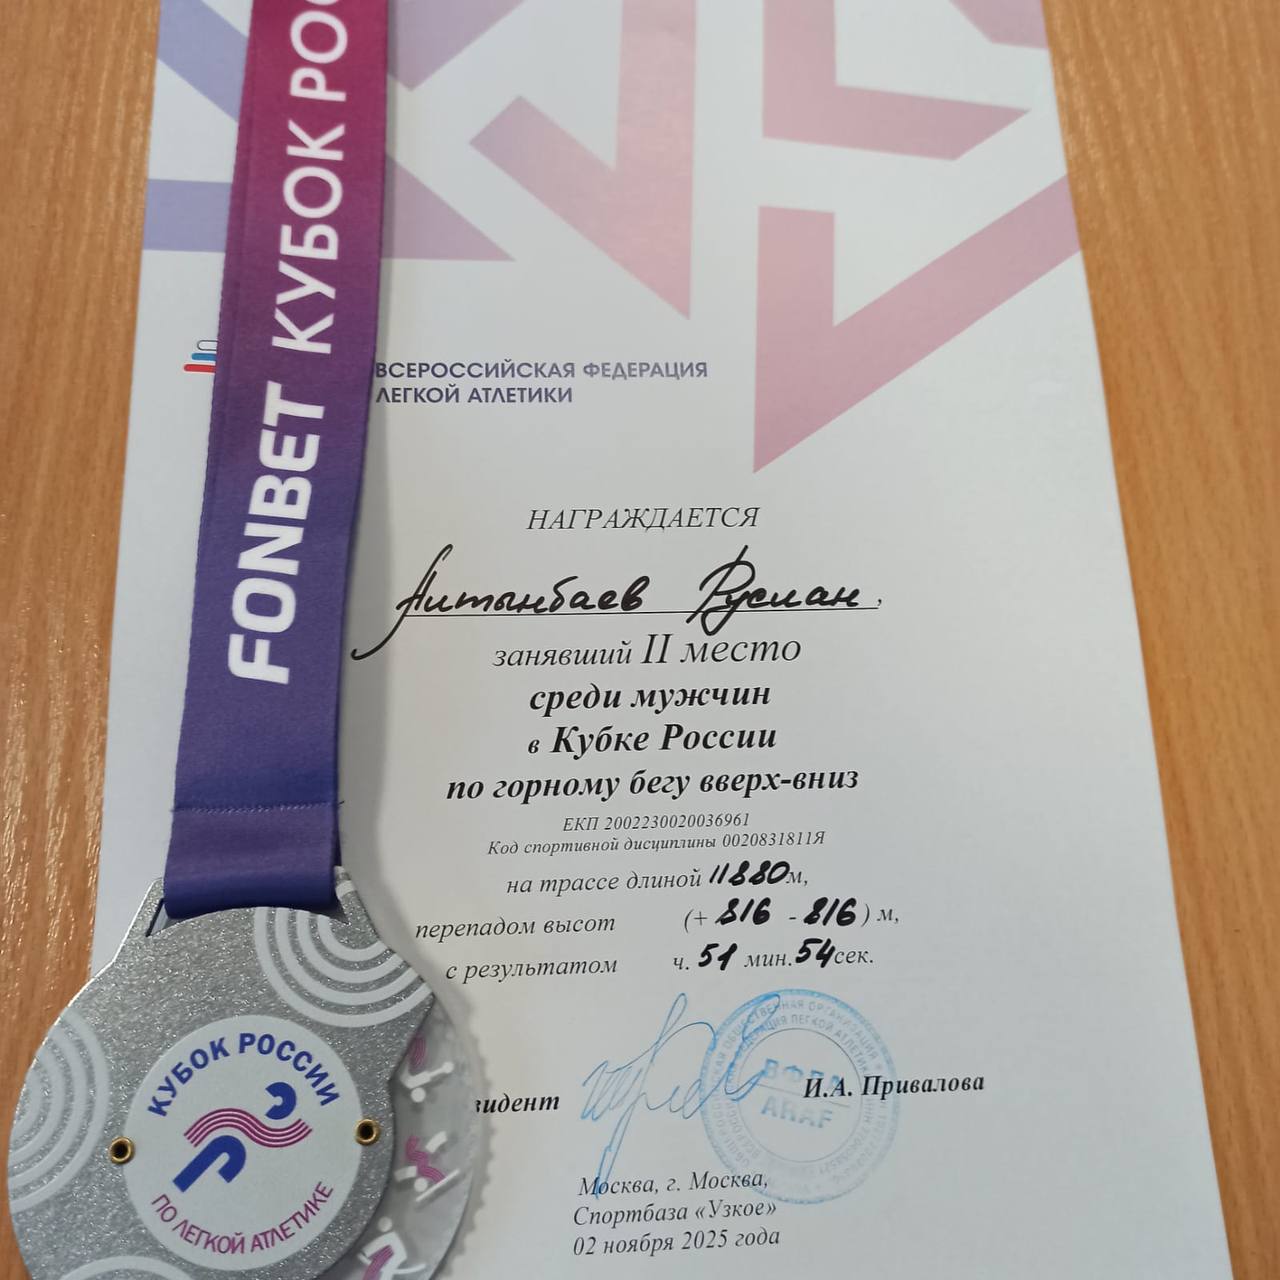 FONBET КУБОК РОС
ВСЕРОССИЙСКАЯ ФЕДЕРАЦИЯ
ЛЕГКОЙ АТЛЕТИКИ
НАГРАЖДАЕТСЯ
Алтынбаев Руслан,
занявший II место
среди мужчин
в Кубке России
по горному бегу вверх-вниз
ЕКП 2002230020036961
Код спортивной дисциплины 0020831811Я
на трассе длиной 11880м,
перепадом высот (+ 816 - 816) м,
с результатом ч. 51 мин. 54сек.
зидент И.А. Привалова
ВФЛА
ARAF
Москва, г. Москва,
Спортбаза «Узкое»
02 ноября 2025 года
КУБОК РОССИИ
ПО ЛЕГКОЙ АТЛЕТИКЕ